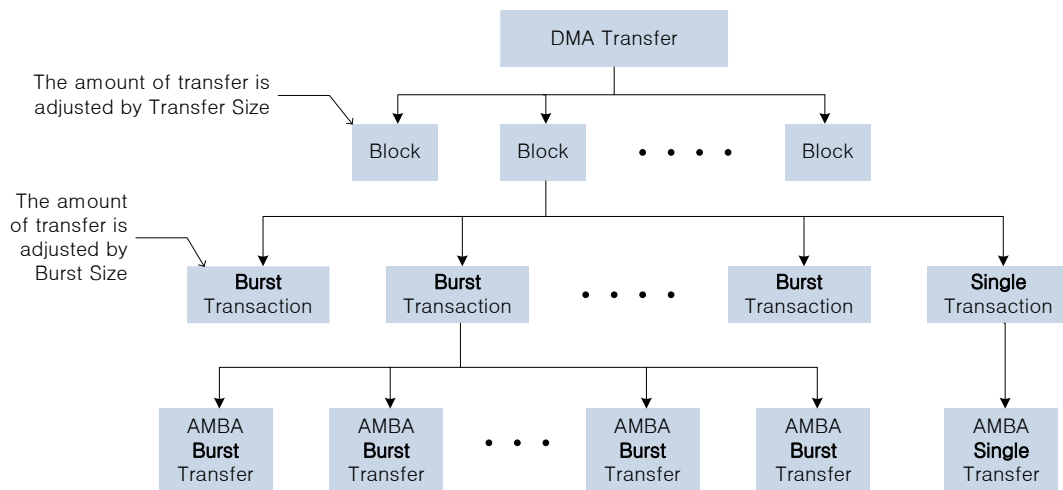 DMA Transfer
The amount of transfer is
adjusted by Transfer Size
Block
Block
Block
The amount
of transfer is
adjusted by
Burst Size
Burst
Transaction
Burst
Transaction
Burst
Transaction
Single
Transaction
AMBA
Burst
Transfer
AMBA
Burst
Transfer
AMBA
Burst
Transfer
AMBA
Burst
Transfer
AMBA
Single
Transfer